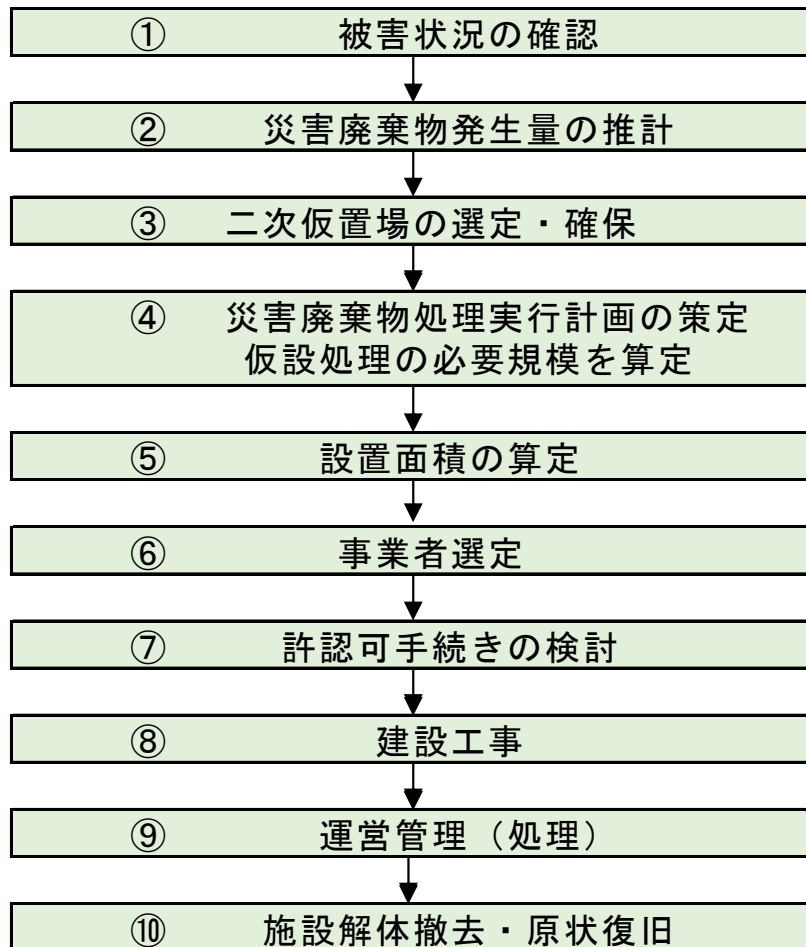 ① 被害状況の確認
② 災害廃棄物発生量の推計
③ 二次仮置場の選定・確保
④ 災害廃棄物処理実行計画の策定
仮設処理の必要規模を算定
⑤ 設置面積の算定
⑥ 事業者選定
⑦ 許認可手続きの検討
⑧ 建設工事
⑨ 運営管理（処理）
⑩ 施設解体撤去・原状復旧